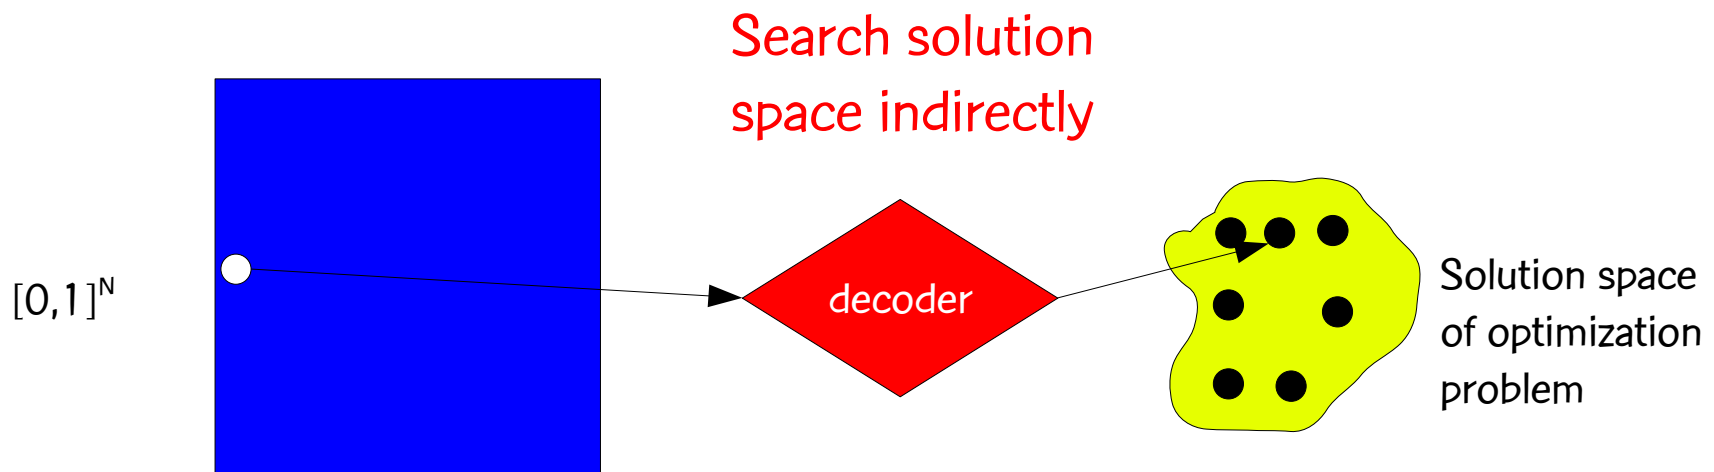 Search solution
space indirectly
[0,1]^N
decoder
Solution space
of optimization
problem